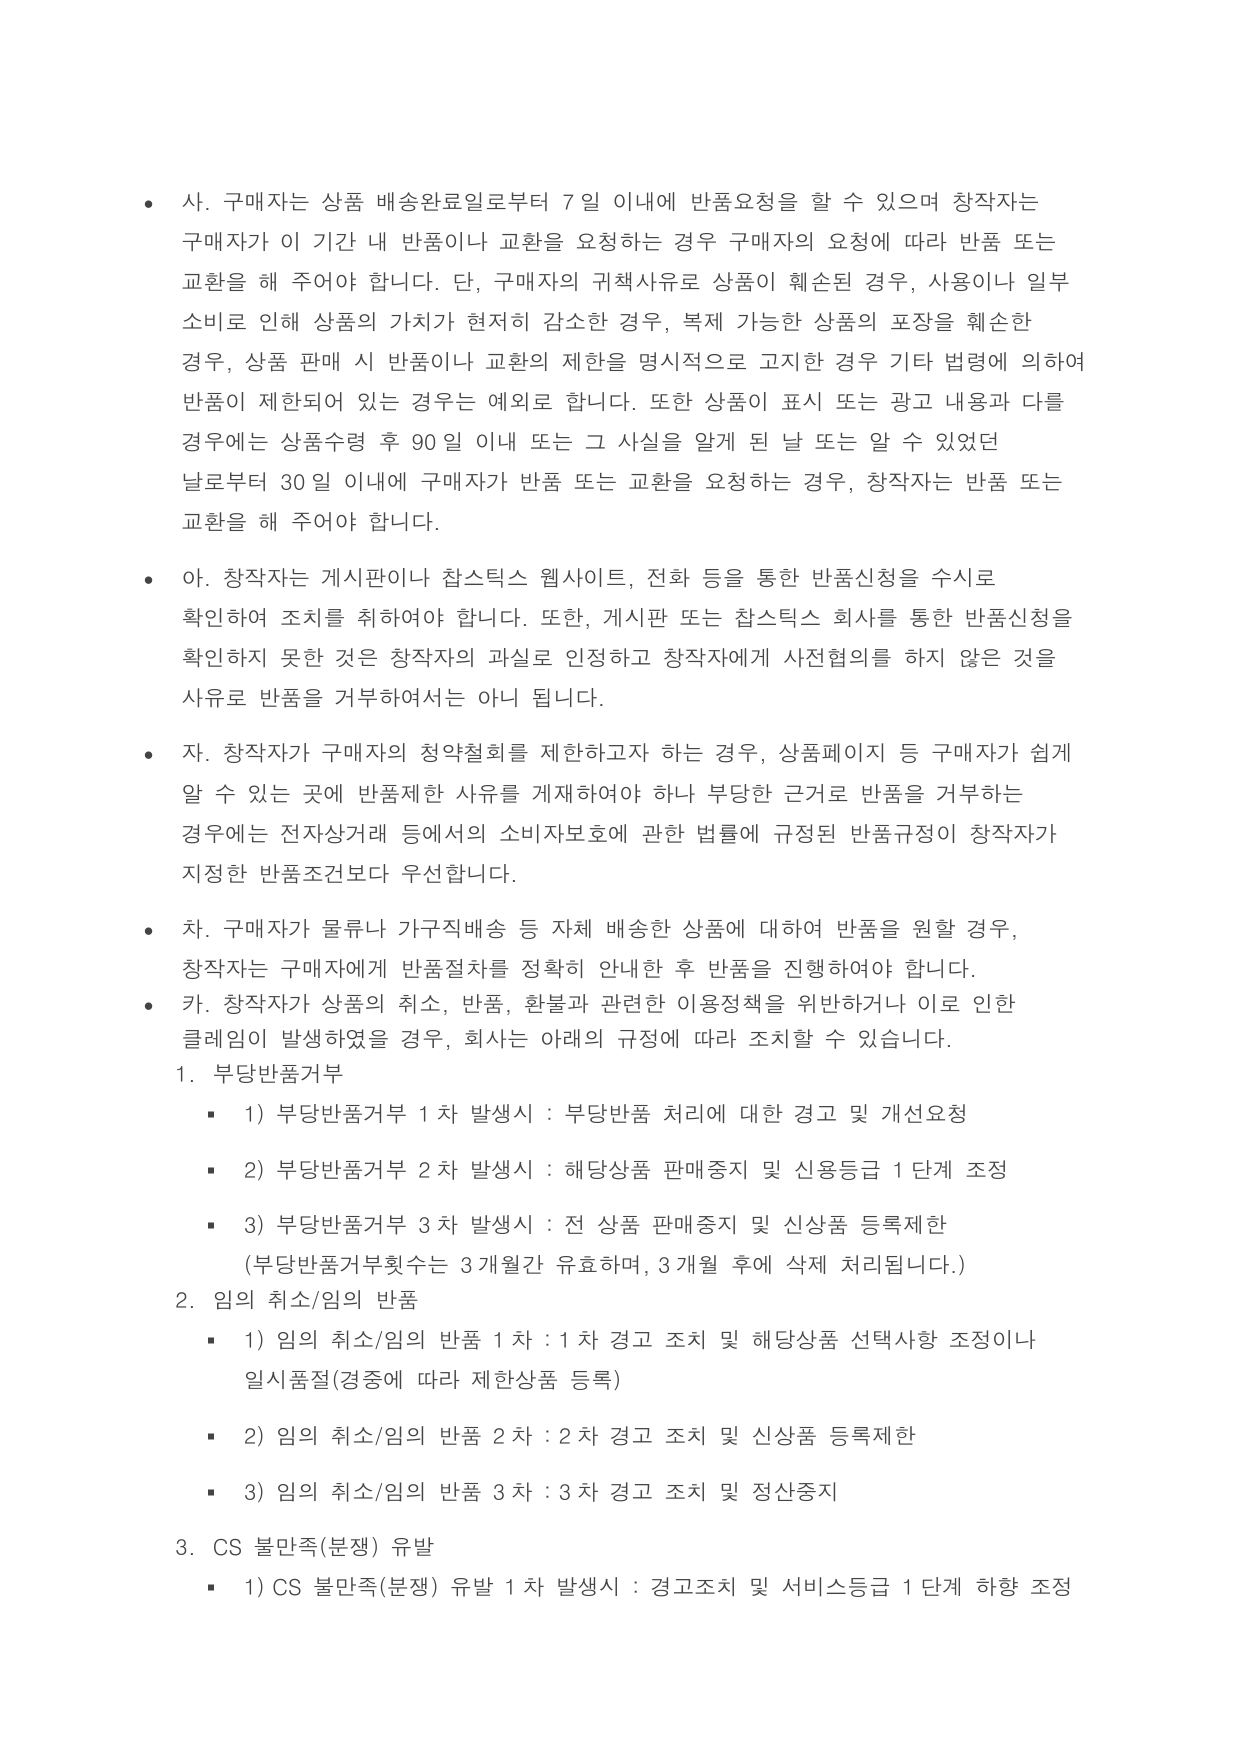 • 사. 구매자는 상품 배송완료일로부터 7일 이내에 반품요청을 할 수 있으며 창작자는
구매자가 이 기간 내 반품이나 교환을 요청하는 경우 구매자의 요청에 따라 반품 또는
교환을 해 주어야 합니다. 단, 구매자의 귀책사유로 상품이 훼손된 경우, 사용이나 일부
소비로 인해 상품의 가치가 현저히 감소한 경우, 복제 가능한 상품의 포장을 훼손한
경우, 상품 판매 시 반품이나 교환의 제한을 명시적으로 고지한 경우 기타 법령에 의하여
반품이 제한되어 있는 경우는 예외로 합니다. 또한 상품이 표시 또는 광고 내용과 다를
경우에는 상품수령 후 90일 이내 또는 그 사실을 알게 된 날 또는 알 수 있었던
날로부터 30일 이내에 구매자가 반품 또는 교환을 요청하는 경우, 창작자는 반품 또는
교환을 해 주어야 합니다.
• 아. 창작자는 게시판이나 찹스틱스 웹사이트, 전화 등을 통한 반품신청을 수시로
확인하여 조치를 취하여야 합니다. 또한, 게시판 또는 찹스틱스 회사를 통한 반품신청을
확인하지 못한 것은 창작자의 과실로 인정하고 창작자에게 사전협의를 하지 않은 것을
사유로 반품을 거부하여서는 아니 됩니다.
• 자. 창작자가 구매자의 청약철회를 제한하고자 하는 경우, 상품페이지 등 구매자가 쉽게
알 수 있는 곳에 반품제한 사유를 게재하여야 하나 부당한 근거로 반품을 거부하는
경우에는 전자상거래 등에서의 소비자보호에 관한 법률에 규정된 반품규정이 창작자가
지정한 반품조건보다 우선합니다.
• 차. 구매자가 물류나 가구직배송 등 자체 배송한 상품에 대하여 반품을 원할 경우,
창작자는 구매자에게 반품절차를 정확히 안내한 후 반품을 진행하여야 합니다.
• 카. 창작자가 상품의 취소, 반품, 환불과 관련한 이용정책을 위반하거나 이로 인한
클레임이 발생하였을 경우, 회사는 아래의 규정에 따라 조치할 수 있습니다.
1. 부당반품거부
▪ 1) 부당반품거부 1차 발생시 : 부당반품 처리에 대한 경고 및 개선요청
▪ 2) 부당반품거부 2차 발생시 : 해당상품 판매중지 및 신용등급 1단계 조정
▪ 3) 부당반품거부 3차 발생시 : 전 상품 판매중지 및 신상품 등록제한
(부당반품거부횟수는 3개월간 유효하며, 3개월 후에 삭제 처리됩니다.)
2. 임의 취소/임의 반품
▪ 1) 임의 취소/임의 반품 1차 : 1차 경고 조치 및 해당상품 선택사항 조정이나
일시품절(경중에 따라 제한상품 등록)
▪ 2) 임의 취소/임의 반품 2차 : 2차 경고 조치 및 신상품 등록제한
▪ 3) 임의 취소/임의 반품 3차 : 3차 경고 조치 및 정산중지
3. CS 불만족(분쟁) 유발
▪ 1) CS 불만족(분쟁) 유발 1차 발생시 : 경고조치 및 서비스등급 1단계 하향 조정